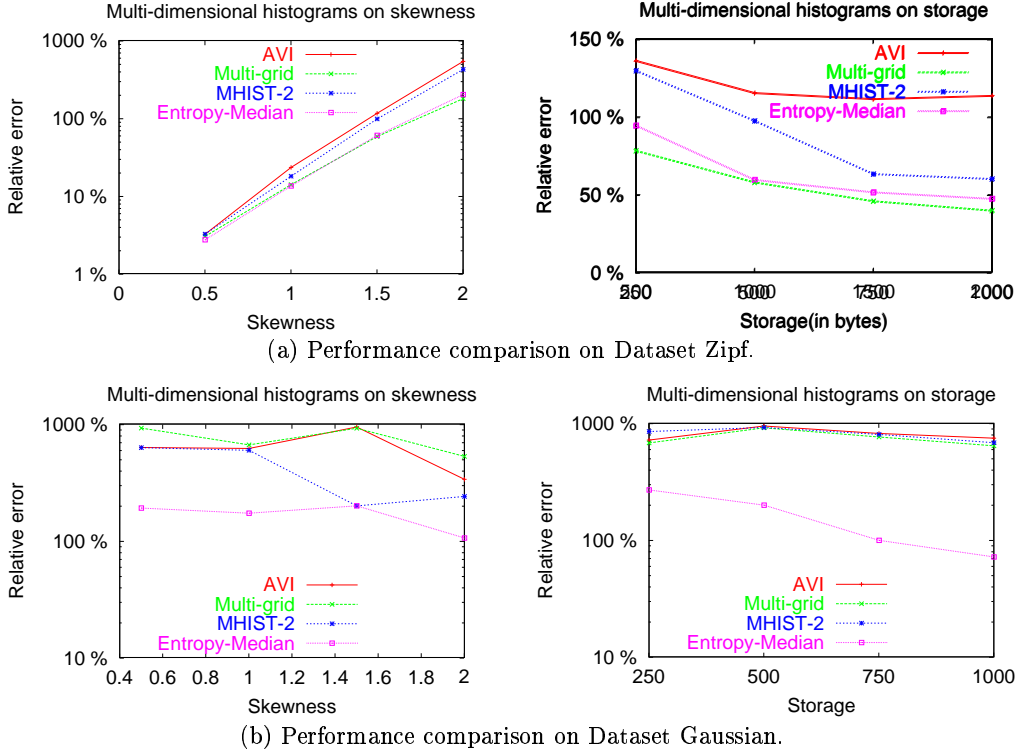 Multi-dimensional histograms on skewness
1000 %
100 %
10 %
1 %
Relative error
AVI
Multi-grid
MHIST-2
Entropy-Median
0 0.5 1 1.5 2
Skewness
Multi-dimensional histograms on storage
150 %
100 %
50 %
0 %
Relative error
AVI
Multi-grid
MHIST-2
Entropy-Median
Storage(in bytes)
(a) Performance comparison on Dataset Zipf.
Multi-dimensional histograms on skewness
1000 %
100 %
10 %
Relative error
AVI
Multi-grid
MHIST-2
Entropy-Median
0.4 0.6 0.8 1 1.2 1.4 1.6 1.8 2
Skewness
Multi-dimensional histograms on storage
1000 %
100 %
10 %
Relative error
AVI
Multi-grid
MHIST-2
Entropy-Median
250 500 750 1000
Storage
(b) Performance comparison on Dataset Gaussian.